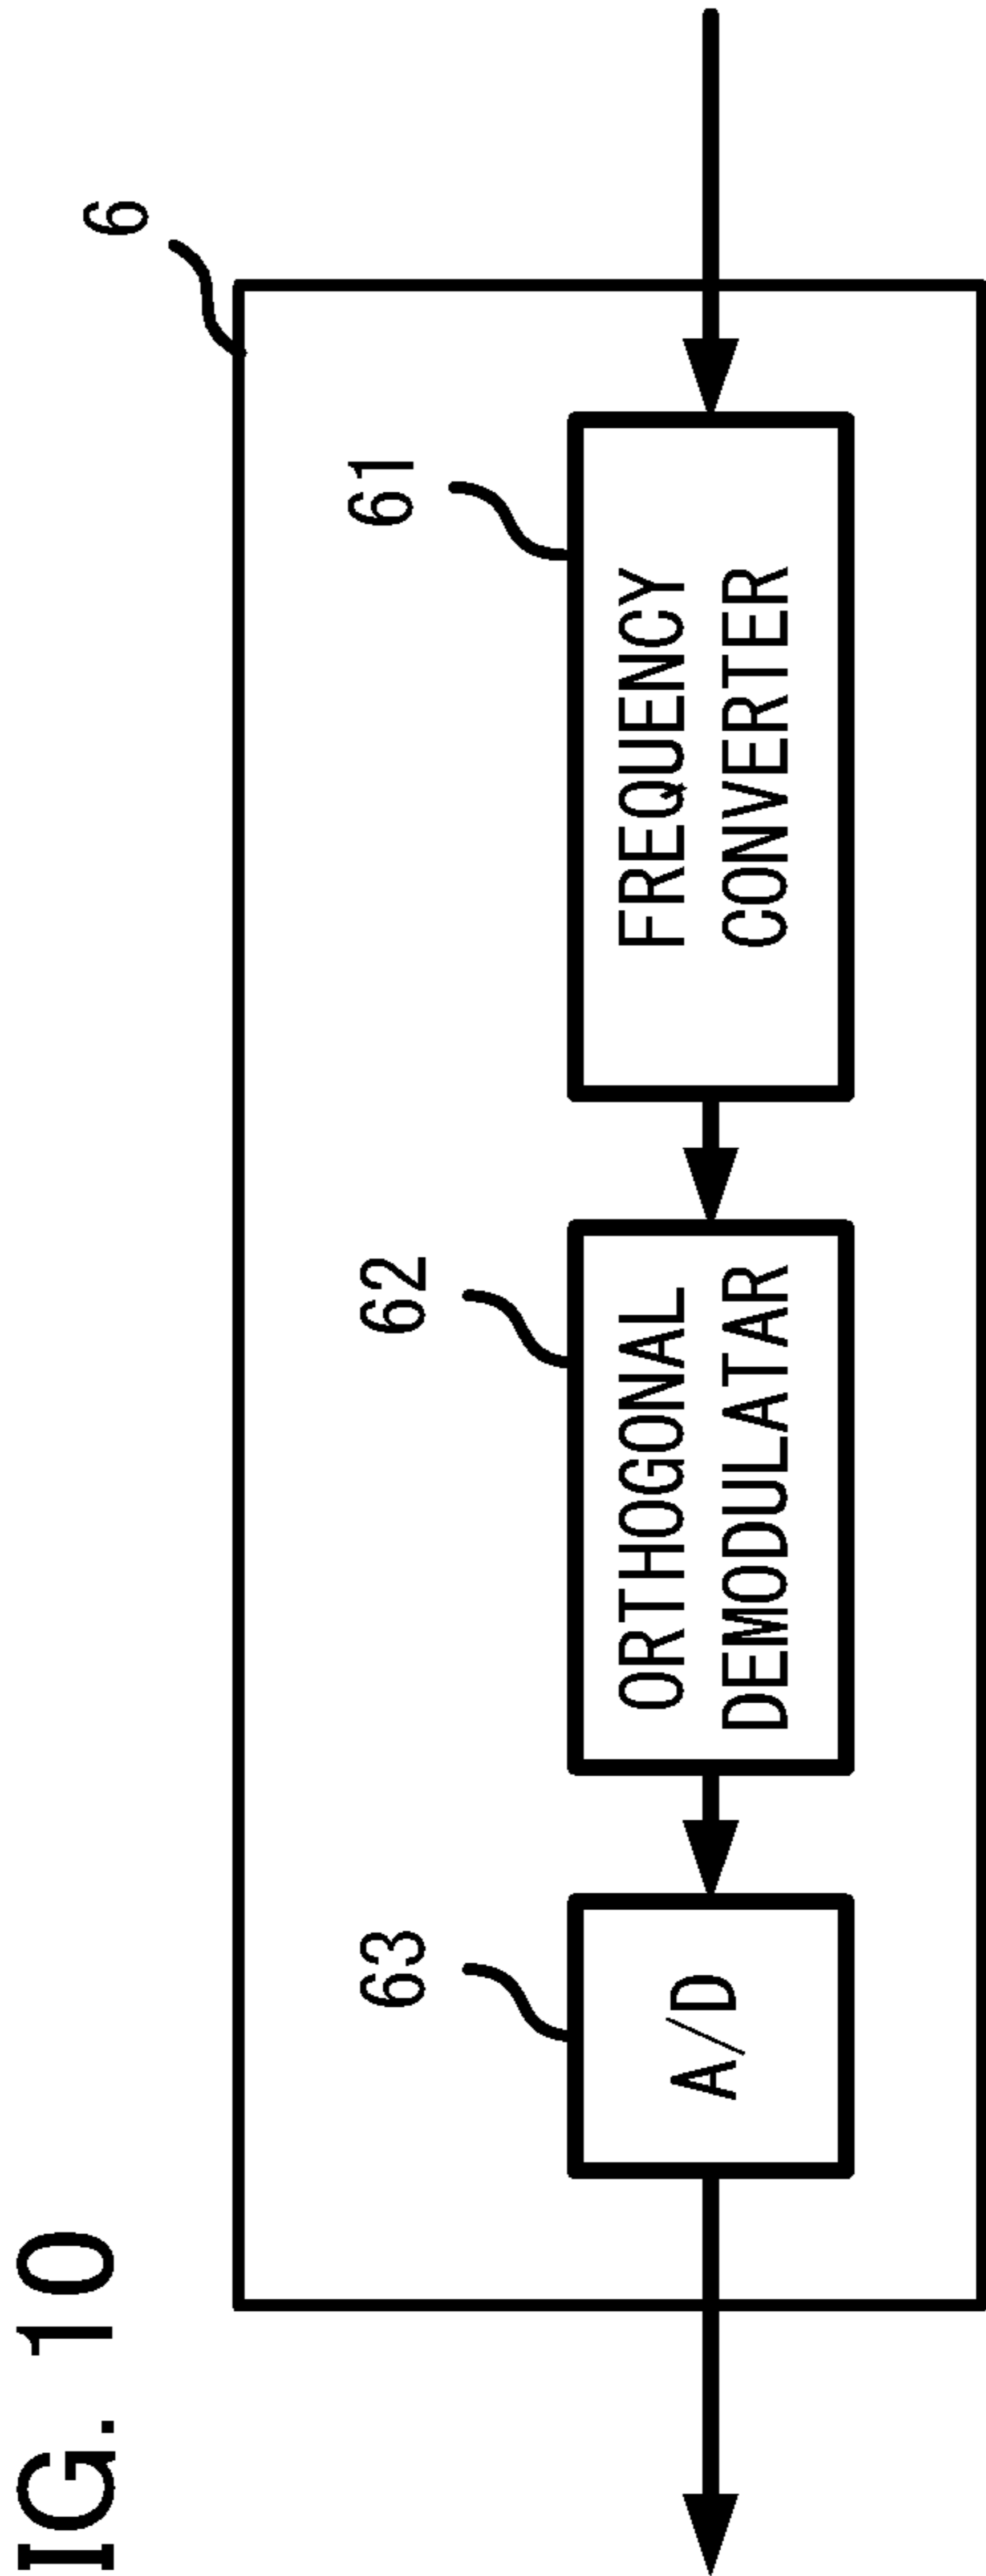 IG. 10
6
63
62
61
A/D
ORTHOGONAL
DEMODULATAR
FREQUENCY
CONVERTER